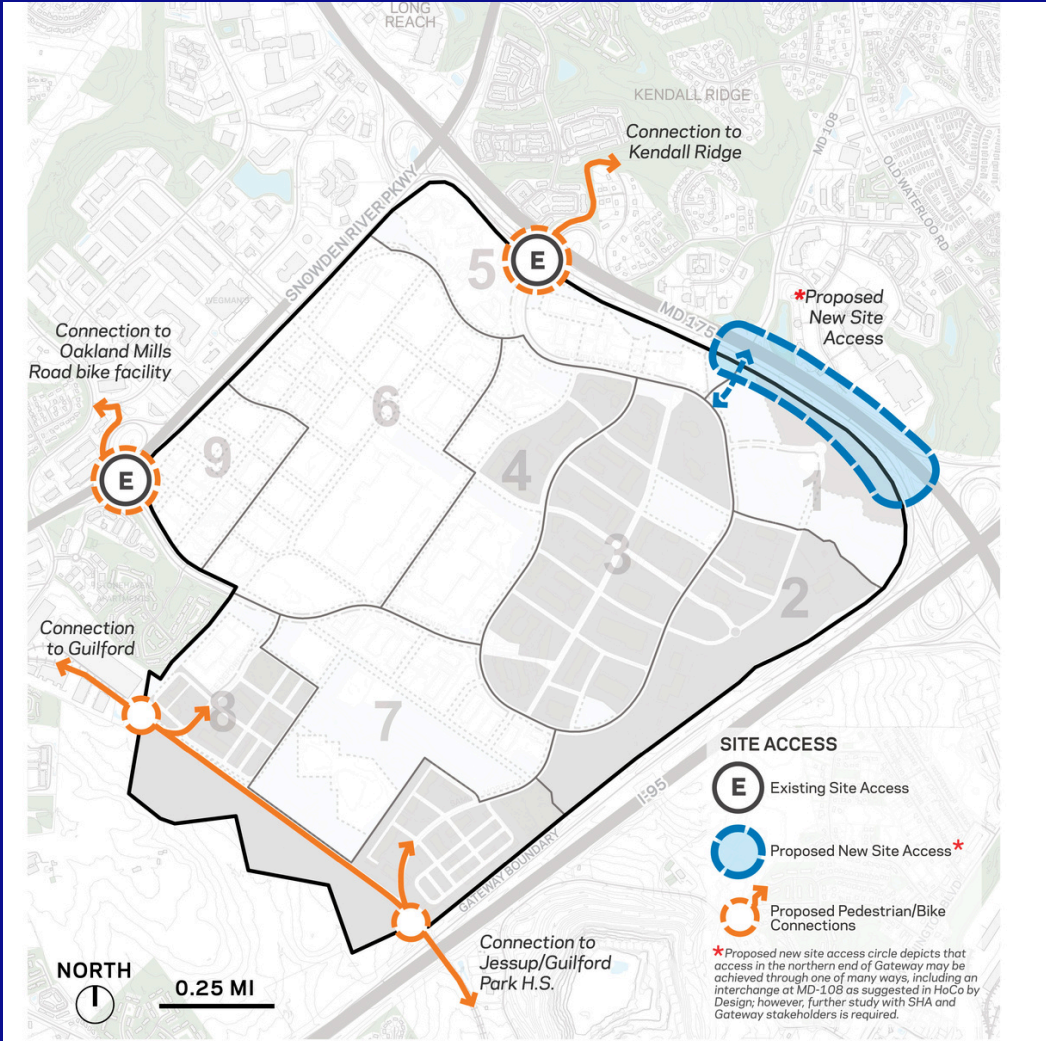 LONG
REACH
KENDALL RIDGE
Connection to
Kendall Ridge
MD 108
OLD WATERLOO RD
SNOWDEN RIVER PKWY
WEGMANS
5
E
MD 175
*Proposed
New Site
Access
Connection to
Oakland Mills
Road bike facility
6
9
E
4
1
3
2
Connection
to Guilford
8
7
I-95
GATEWAY BOUNDARY
Connection to
Jessup/Guilford
Park H.S.
SITE ACCESS
E
Existing Site Access
Proposed New Site Access*
Proposed Pedestrian/Bike
Connections
*Proposed new site access circle depicts that
access in the northern end of Gateway may be
achieved through one of many ways, including an
interchange at MD-108 as suggested in HoCo by
Design; however, further study with SHA and
Gateway stakeholders is required.
NORTH
0.25 MI